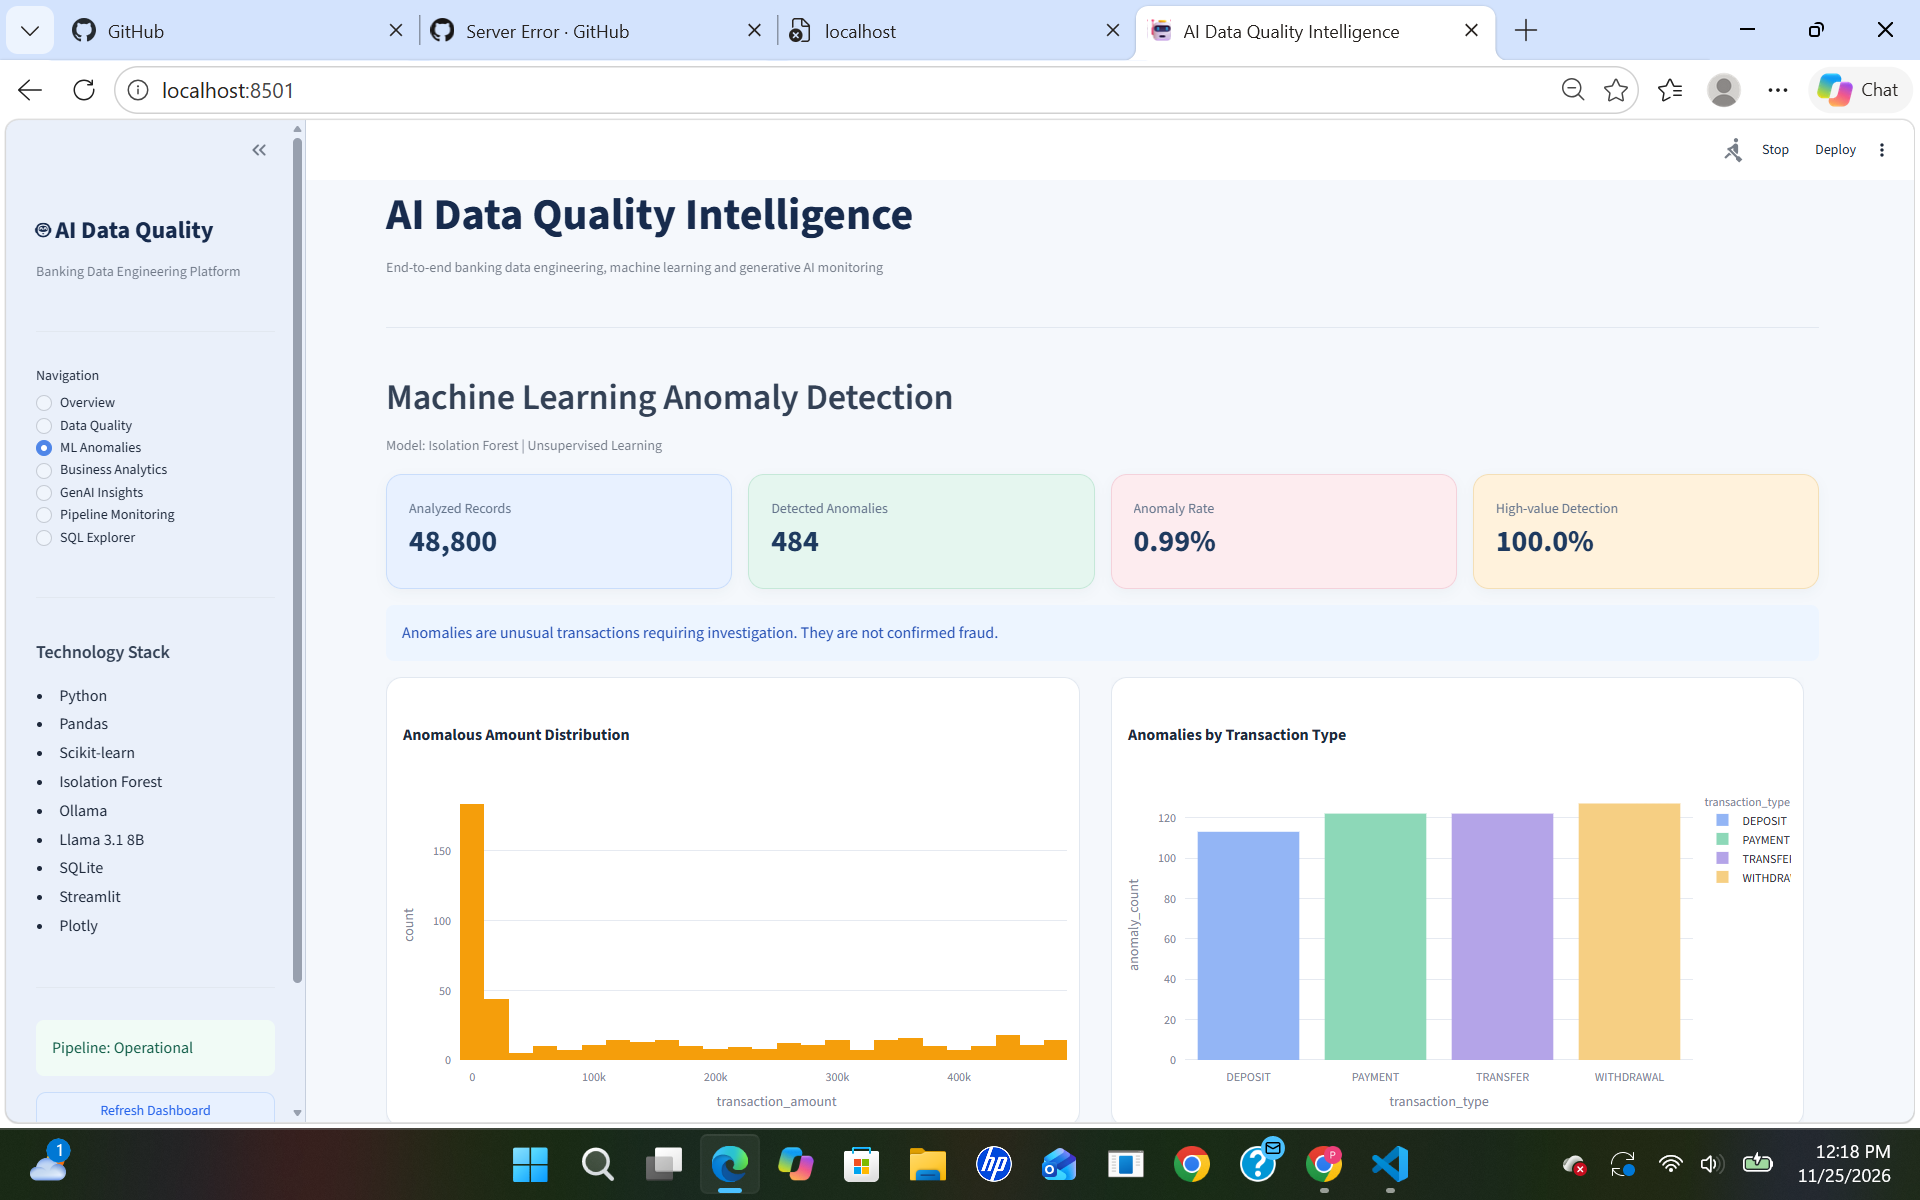 GitHub
Server Error · GitHub
localhost
AI Data Quality Intelligence
localhost:8501
Chat
Stop
Deploy
AI Data Quality
Banking Data Engineering Platform
Navigation
Overview
Data Quality
ML Anomalies
Business Analytics
GenAI Insights
Pipeline Monitoring
SQL Explorer
Technology Stack
Python
Pandas
Scikit-learn
Isolation Forest
Ollama
Llama 3.1 8B
SQLite
Streamlit
Plotly
Pipeline: Operational
Refresh Dashboard
AI Data Quality Intelligence
End-to-end banking data engineering, machine learning and generative AI monitoring
Machine Learning Anomaly Detection
Model: Isolation Forest | Unsupervised Learning
Analyzed Records
48,800
Detected Anomalies
484
Anomaly Rate
0.99%
High-value Detection
100.0%
Anomalies are unusual transactions requiring investigation. They are not confirmed fraud.
Anomalous Amount Distribution
150
100
50
0
count
0 100k 200k 300k 400k
transaction_amount
Anomalies by Transaction Type
120
100
80
60
40
20
0
anomaly_count
DEPOSIT PAYMENT TRANSFER WITHDRAWAL
transaction_type
transaction_type
DEPOSIT
PAYMENT
TRANSFE
WITHDRA
1
hp
P
12:18 PM
11/25/2026